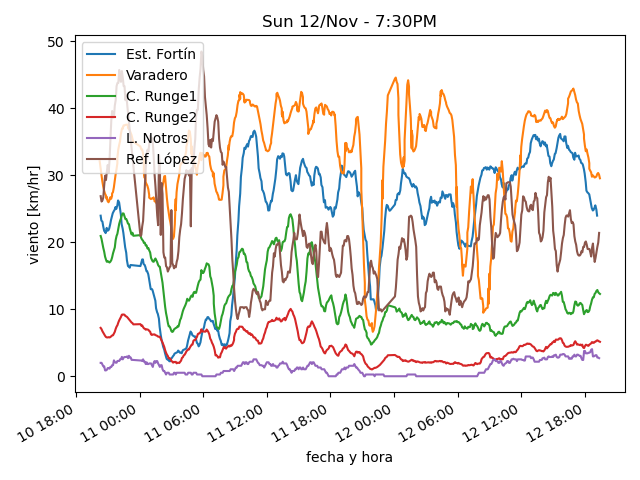 Sun 12/Nov - 7:30PM
50
40
30
20
10
0
viento [km/hr]
Est. Fortín
Varadero
C. Runge1
C. Runge2
L. Notros
Ref. López
10 18:00
11 00:00
11 06:00
11 12:00
11 18:00
12 00:00
12 06:00
12 12:00
12 18:00
fecha y hora